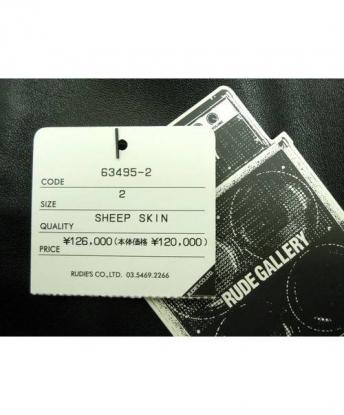 CODE 63495-2
SIZE 2
QUALITY SHEEP SKIN
PRICE ¥126,000(本体価格 ¥120,000)
RUDIE'S CO.,LTD. 03.5469.2266
RUDE GALLERY